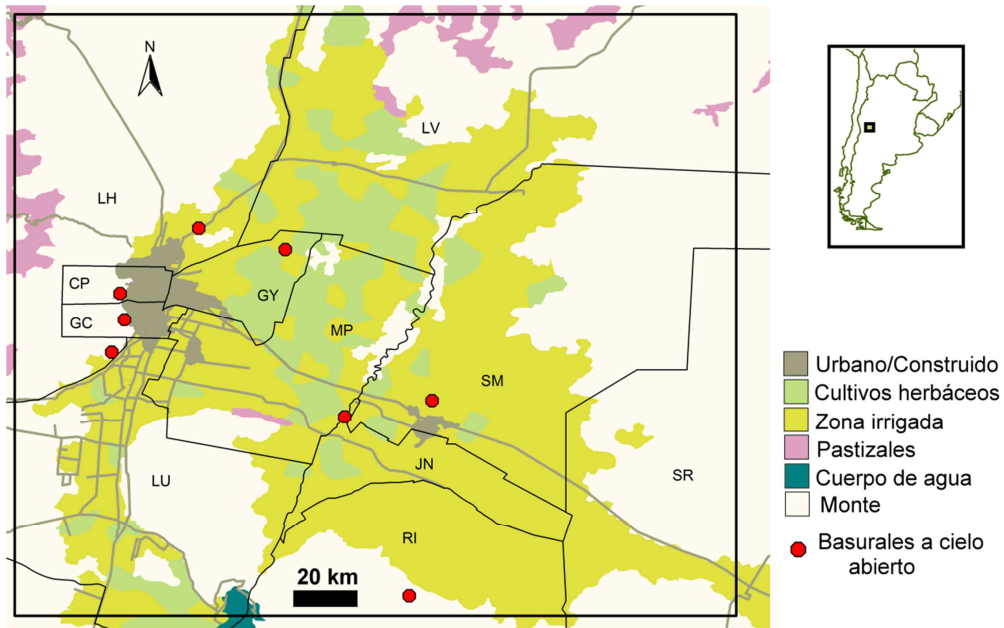 N
LV
LH
CP
GY
GC
MP
SM
JN
LU
SR
RI
20 km
Urbano/Construido
Cultivos herbáceos
Zona irrigada
Pastizales
Cuerpo de agua
Monte
Basurales a cielo
abierto